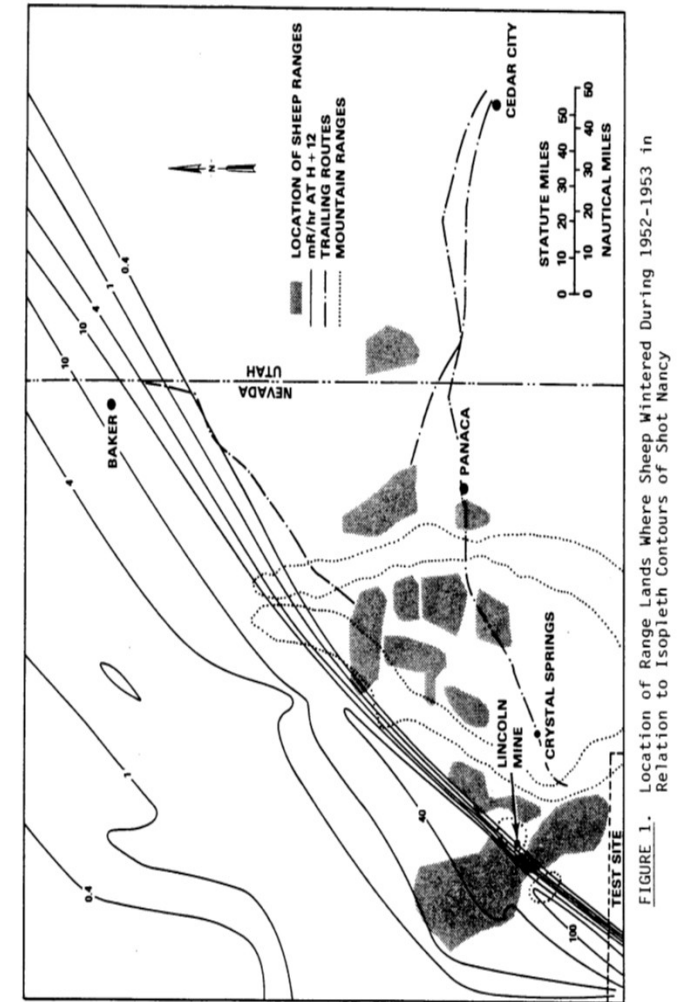 LOCATION OF SHEEP RANGES
mR/hr AT H + 12
TRAILING ROUTES
MOUNTAIN RANGES
N
0.4
1
4
10
10
4
1
0.4
40
100
BAKER
NEVADA
UTAH
PANACA
CEDAR CITY
CRYSTAL SPRINGS
LINCOLN
MINE
TEST SITE
STATUTE MILES
0 10 20 30 40 50
0 10 20 30 40 50 60
NAUTICAL MILES
FIGURE 1. Location of Range Lands Where Sheep Wintered During 1952-1953 in
Relation to Isopleth Contours of Shot Nancy